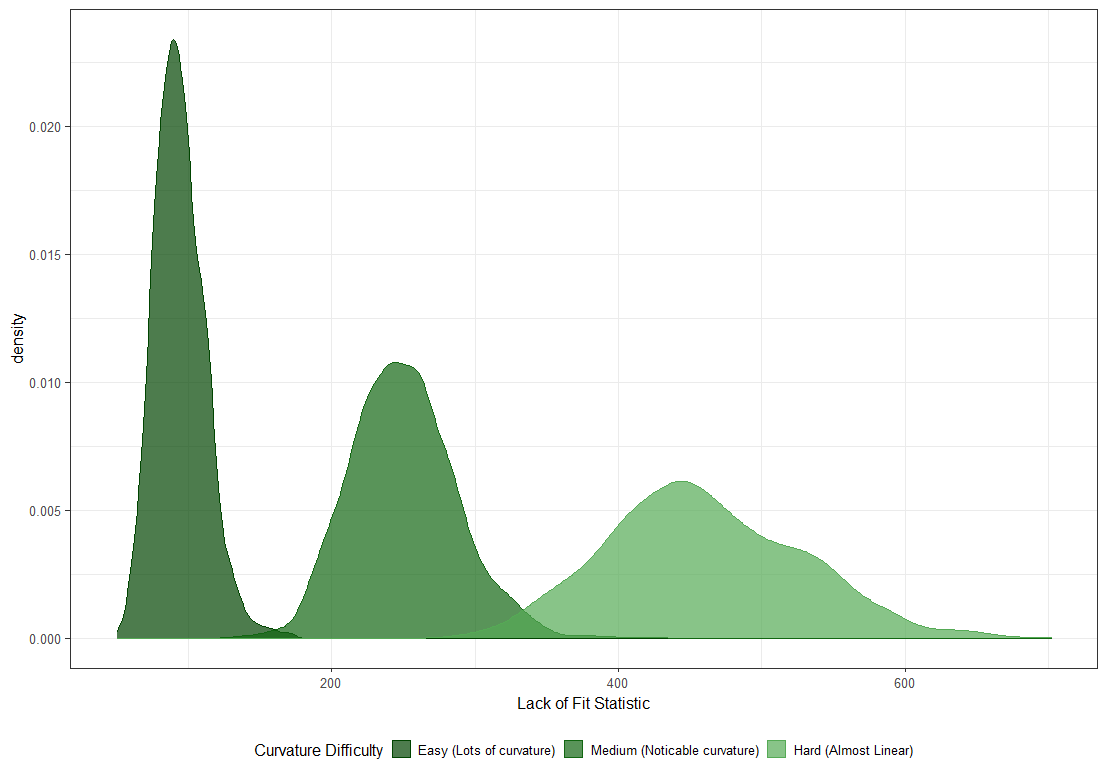 0.020
0.015
0.010
0.005
0.000
density
200 400 600
Lack of Fit Statistic
Curvature Difficulty Easy (Lots of curvature) Medium (Noticable curvature) Hard (Almost Linear)